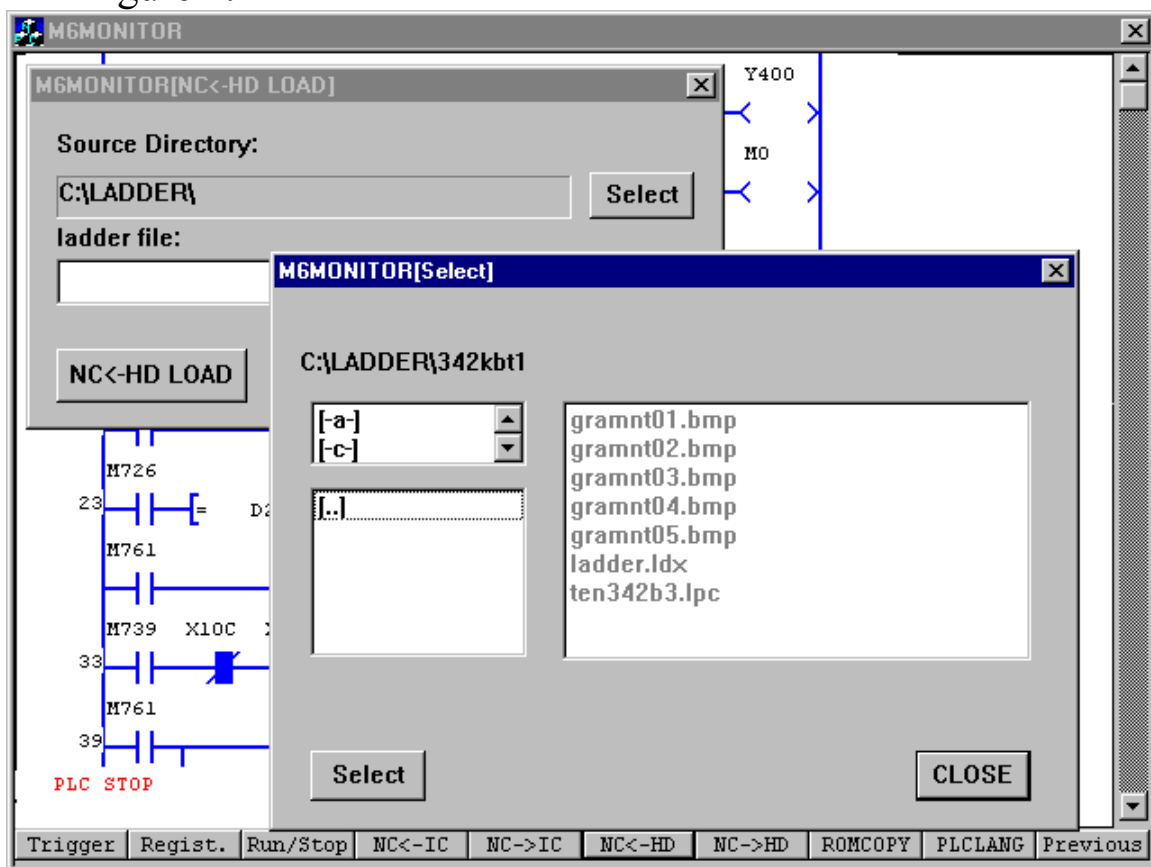 M6MONITOR
M6MONITOR[NC<-HD LOAD]
Source Directory:
C:\LADDER\
Select
ladder file:
NC<-HD LOAD
Y400
M0
M6MONITOR[Select]
C:\LADDER\342kbt1
[-a-]
[-c-]
[..]
gramnt01.bmp
gramnt02.bmp
gramnt03.bmp
gramnt04.bmp
gramnt05.bmp
ladder.ldx
ten342b3.lpc
Select
CLOSE
M726
23 [=
M761
M739 X10C
33
M761
39
PLC STOP
Trigger Regist. Run/Stop NC<-IC NC->IC NC<-HD NC->HD ROMCOPY PLCLANG Previous